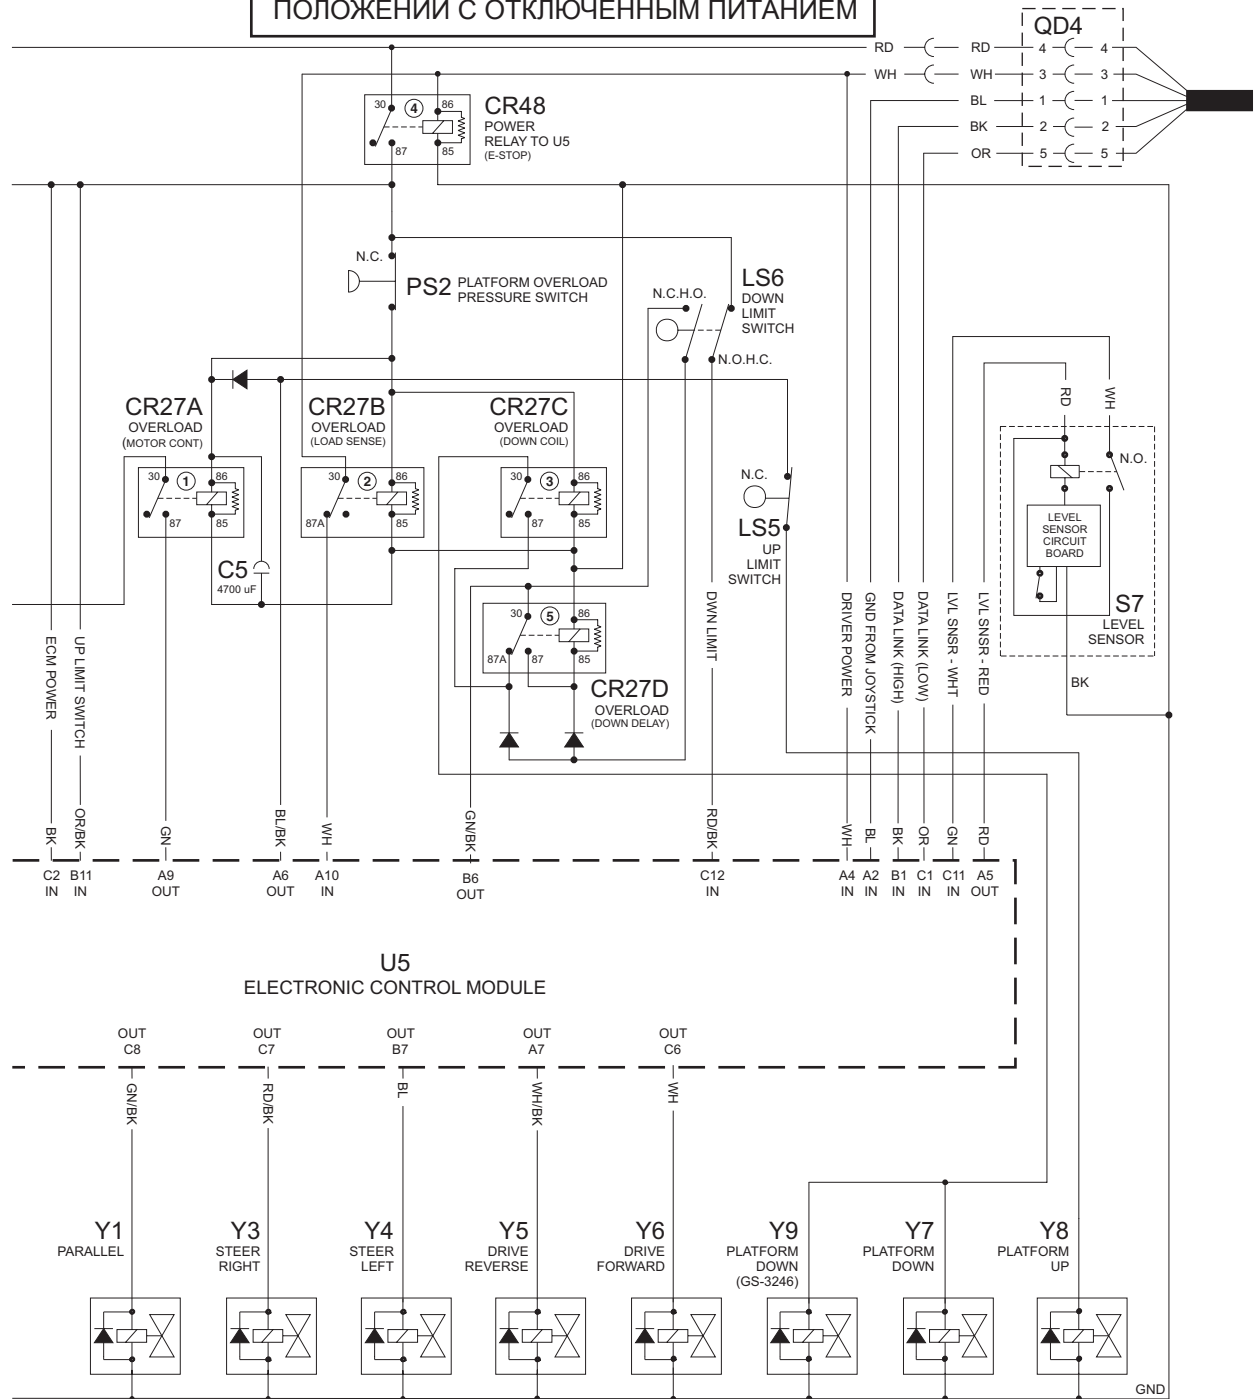 ПОЛОЖЕНИИ С ОТКЛЮЧЕННЫМ ПИТАНИЕМ
QD4
RD RD 4 4
WH WH 3 3
BL 1 1
BK 2 2
OR 5 5
30 4 86
87 85
CR48
POWER
RELAY TO U5
(E-STOP)
N.C.
PS2 PLATFORM OVERLOAD
PRESSURE SWITCH
N.C.H.O.
LS6
DOWN
LIMIT
SWITCH
N.O.H.C.
CR27A
OVERLOAD
(MOTOR CONT)
30 1 86
87 85
C5
4700 uF
CR27B
OVERLOAD
(LOAD SENSE)
30 2 86
87A 85
CR27C
OVERLOAD
(DOWN COIL)
30 3 86
87 85
30 5 86
87A 87 85
CR27D
OVERLOAD
(DOWN DELAY)
N.C.
LS5
UP
LIMIT
SWITCH
RD
WH
N.O.
LEVEL
SENSOR
CIRCUIT
BOARD
S7
LEVEL
SENSOR
BK
ECM POWER
UP LIMIT SWITCH
DWN LIMIT
DRIVER POWER
GND FROM JOYSTICK
DATA LINK (HIGH)
DATA LINK (LOW)
LVL SNSR - WHT
LVL SNSR - RED
BK
OR/BK
GN
BL/BK
WH
GN/BK
RD/BK
WH
BL
BK
OR
GN
RD
C2 B11 A9 A6 A10 B6 C12 A4 A2 B1 C1 C11 A5
IN IN OUT OUT IN OUT IN IN IN IN IN IN OUT
U5
ELECTRONIC CONTROL MODULE
OUT OUT OUT OUT OUT
C8 C7 B7 A7 C6
GN/BK
RD/BK
BL
WH/BK
WH
Y1
PARALLEL
Y3
STEER
RIGHT
Y4
STEER
LEFT
Y5
DRIVE
REVERSE
Y6
DRIVE
FORWARD
Y9
PLATFORM
DOWN
(GS-3246)
Y7
PLATFORM
DOWN
Y8
PLATFORM
UP
GND